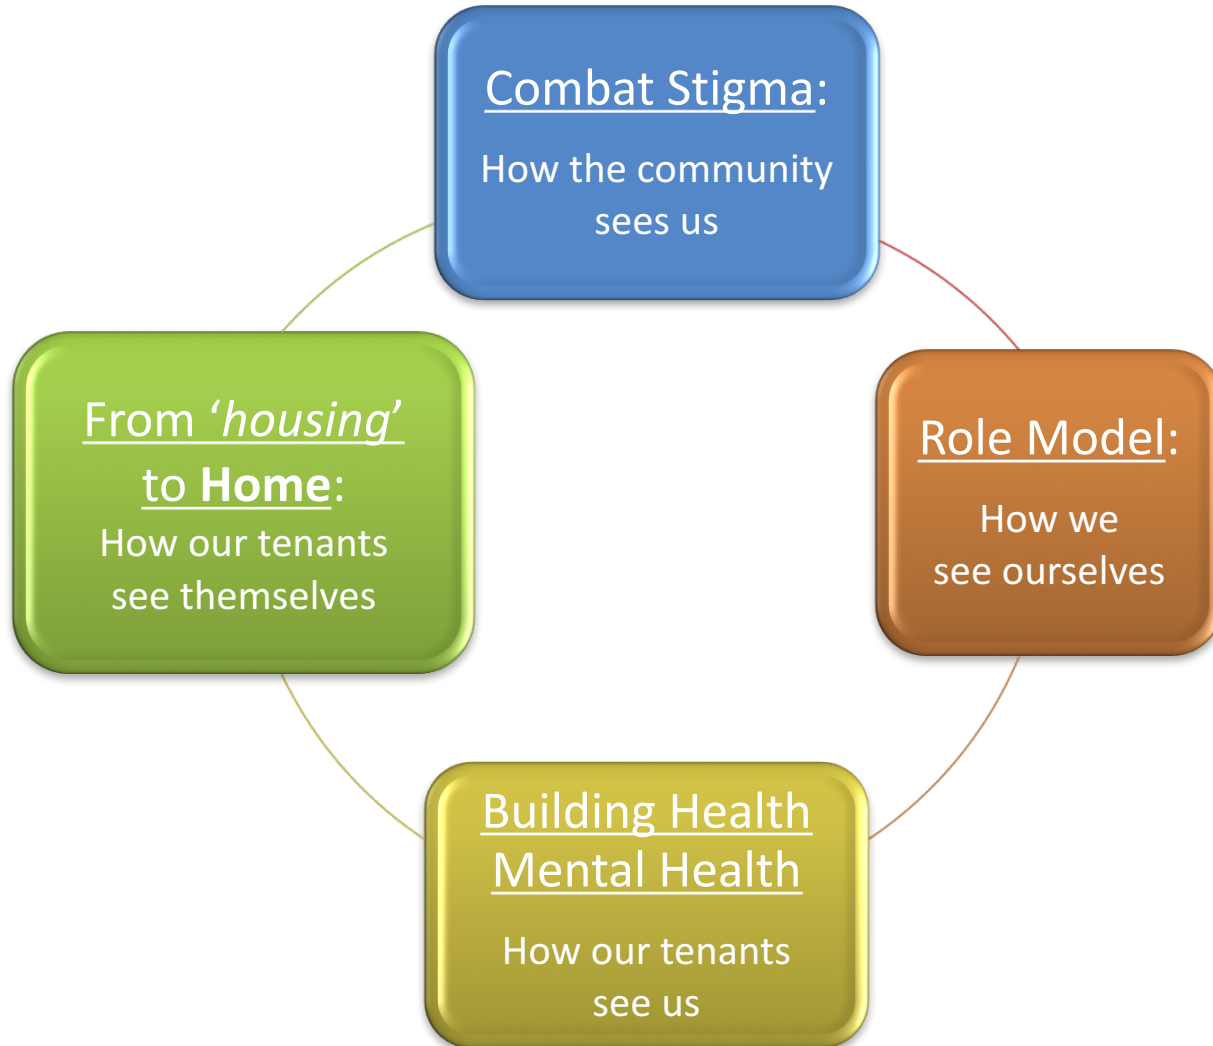 Combat Stigma:
How the community
sees us
Role Model:
How we
see ourselves
Building Health
Mental Health
How our tenants
see us
From ‘housing’
to Home:
How our tenants
see themselves